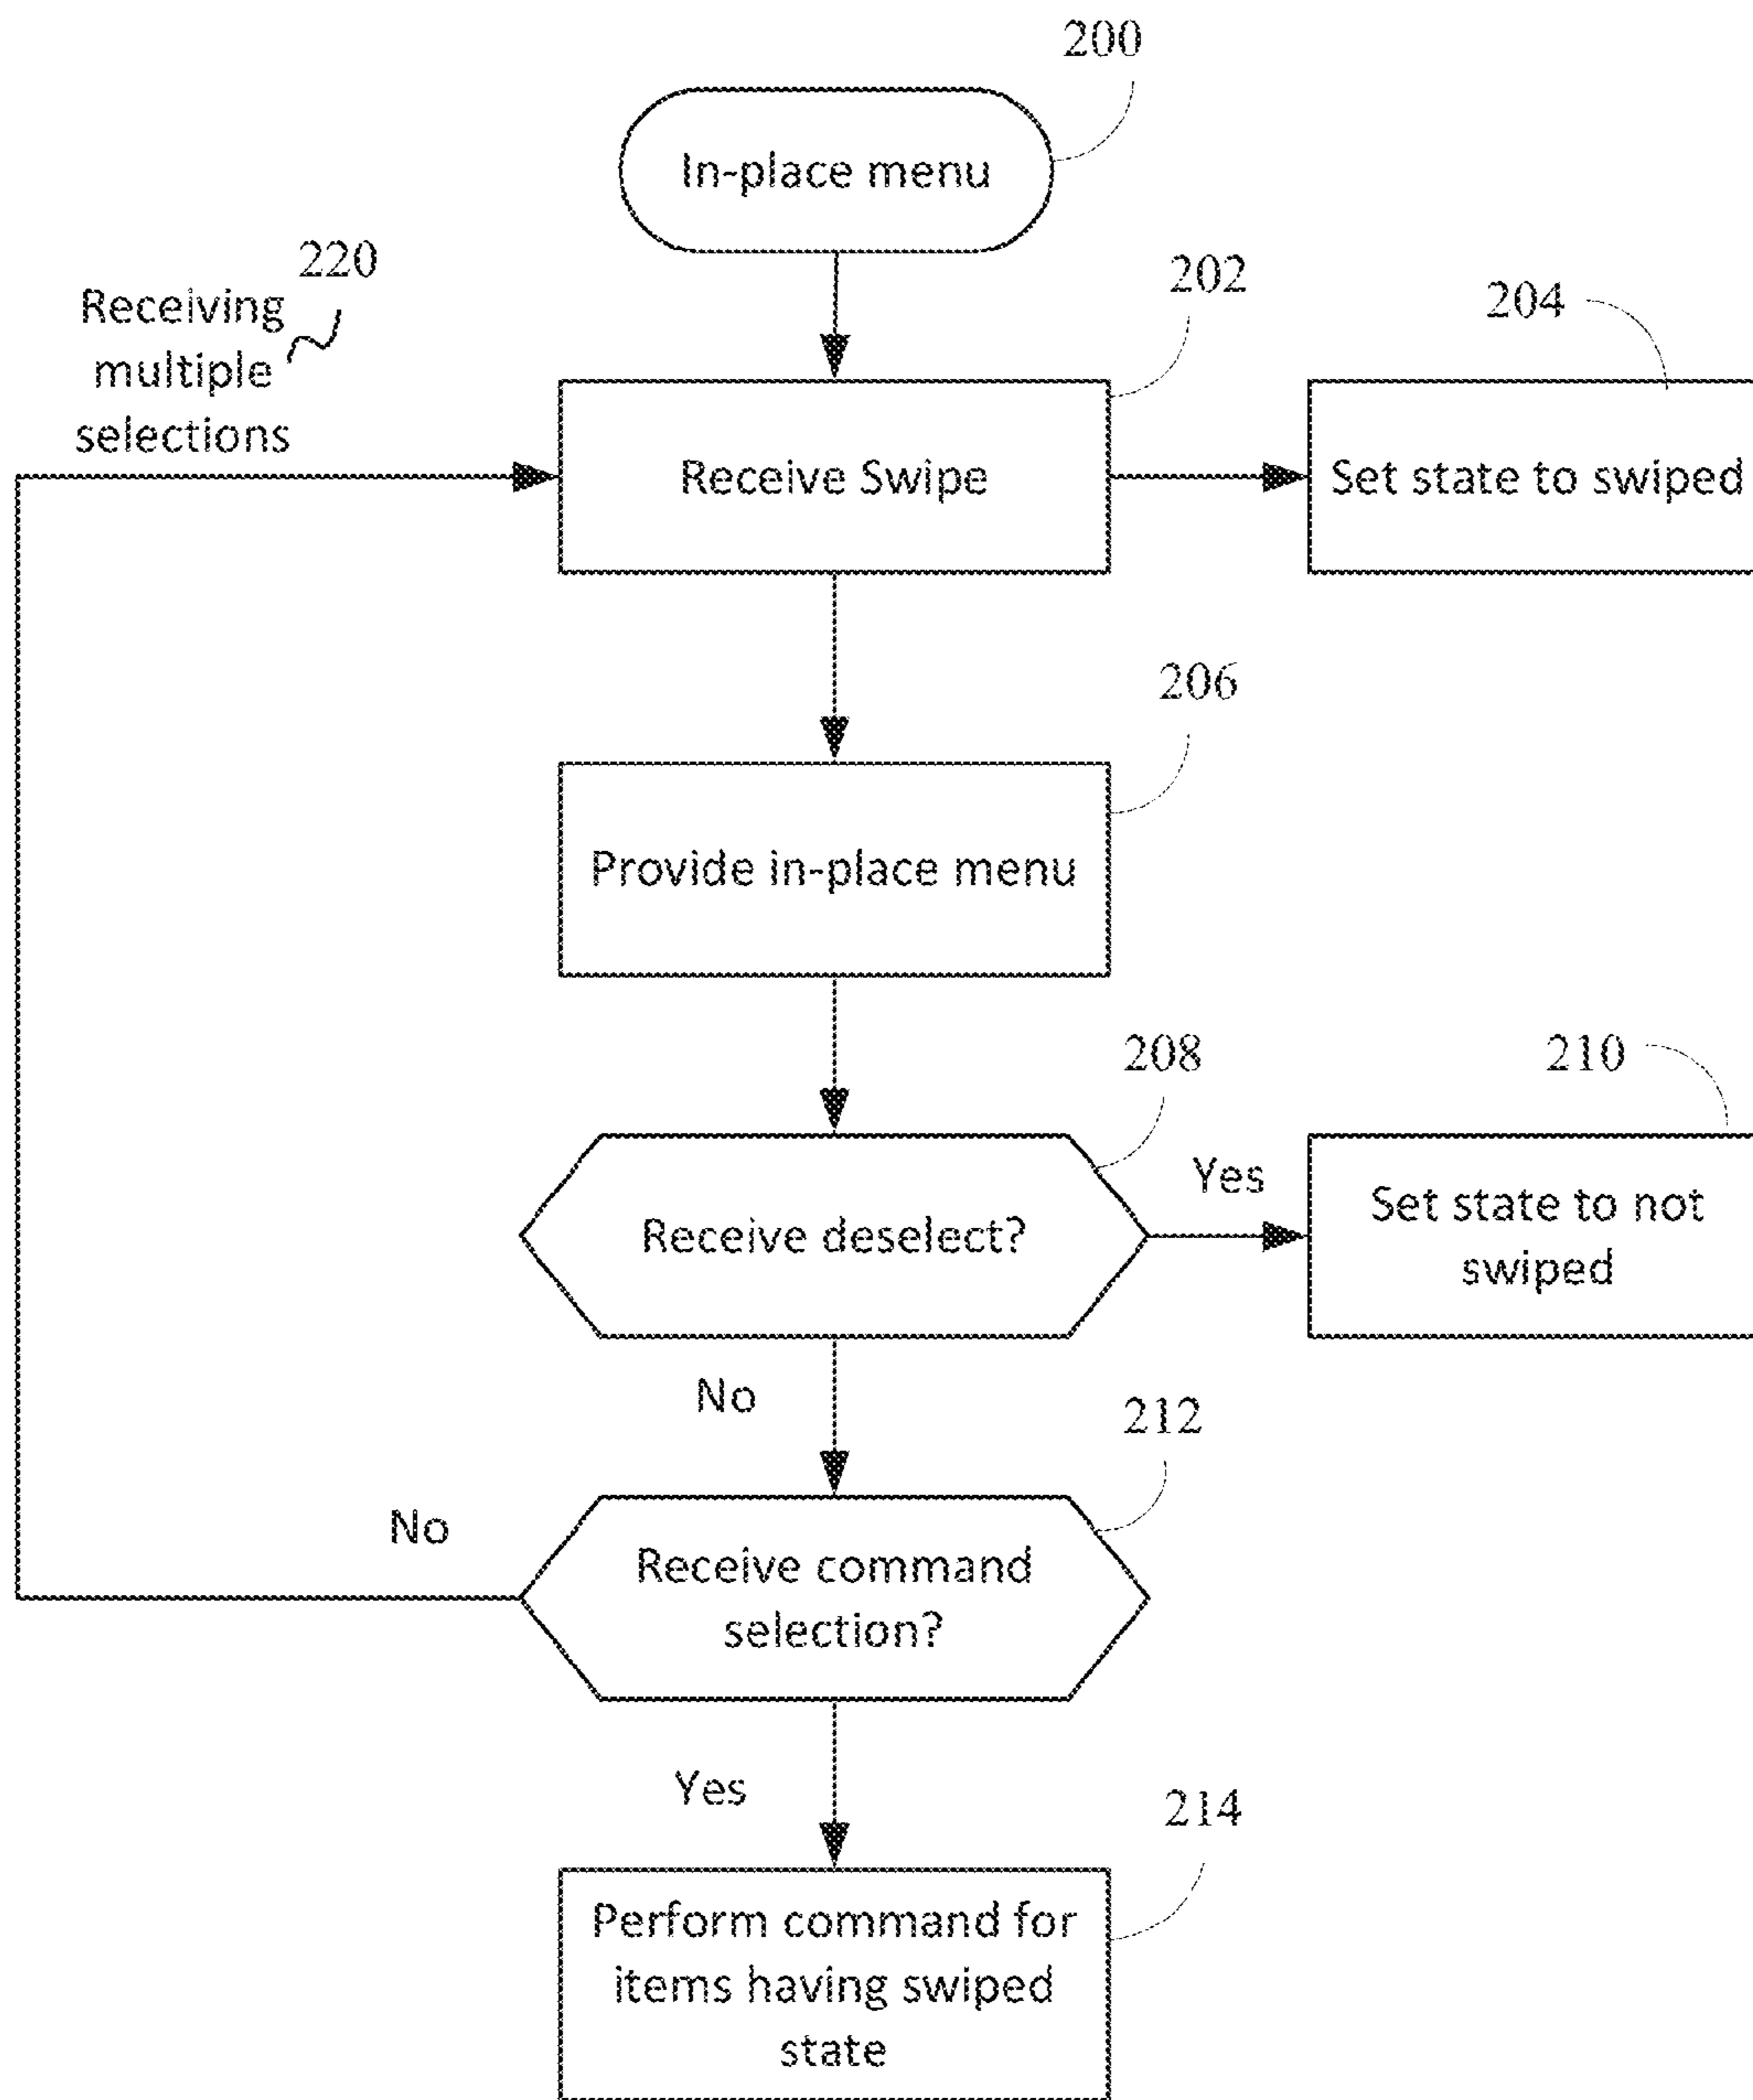 200
In-place menu
220
Receiving
multiple
selections
202
204
Receive Swipe
Set state to swiped
206
Provide in-place menu
208
210
Receive deselect?
Yes
Set state to not
swiped
No
212
No
Receive command
selection?
Yes
214
Perform command for
items having swiped
state